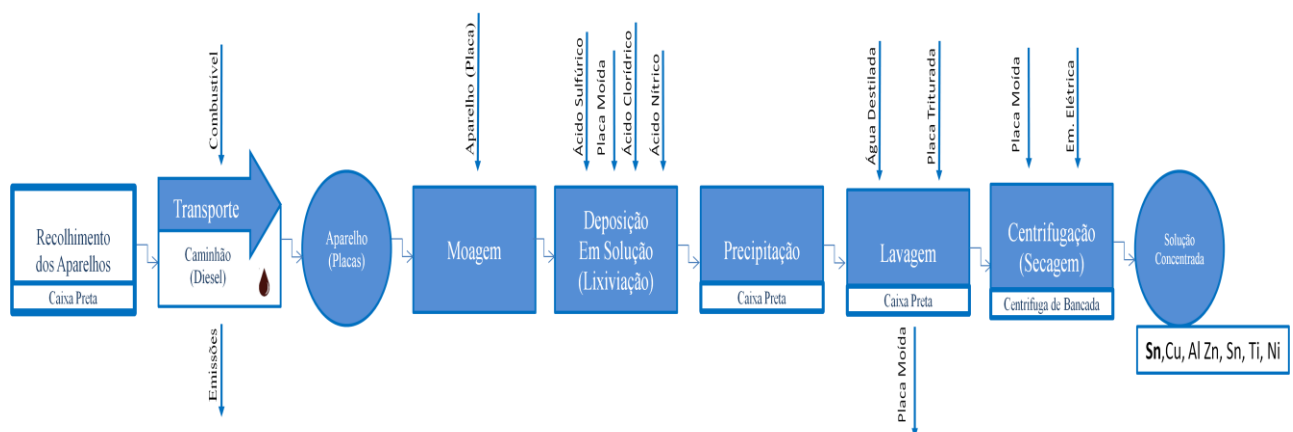 Combustível
Aparelho (Placa)
Ácido Sulfúrico
Placa Moída
Ácido Clorídrico
Ácido Nítrico
Água Destilada
Placa Triturada
Placa Moída
Em. Elétrica
Recolhimento
dos Aparelhos
Caixa Preta
Transporte
Caminhão
(Diesel)
Aparelho
(Placas)
Moagem
Deposição
Em Solução
(Lixiviação)
Precipitação
Caixa Preta
Lavagem
Caixa Preta
Centrifugação
(Secagem)
Centrifuga de Bancada
Solução
Concentrada
Sn,Cu, Al Zn, Sn, Ti, Ni
Emissões
Placa Moída